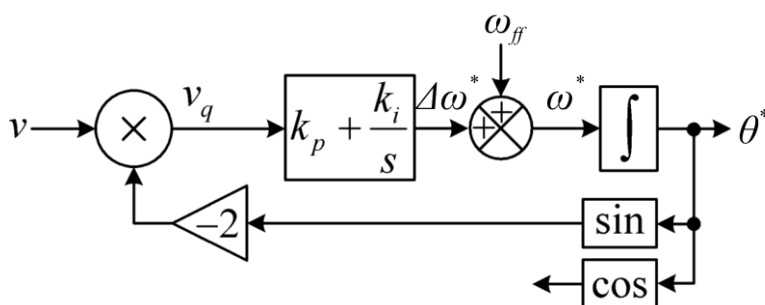 ω_ff
v × v_q k_p + k_i/s Δω* + + ω* ∫ θ*
−2 sin
cos